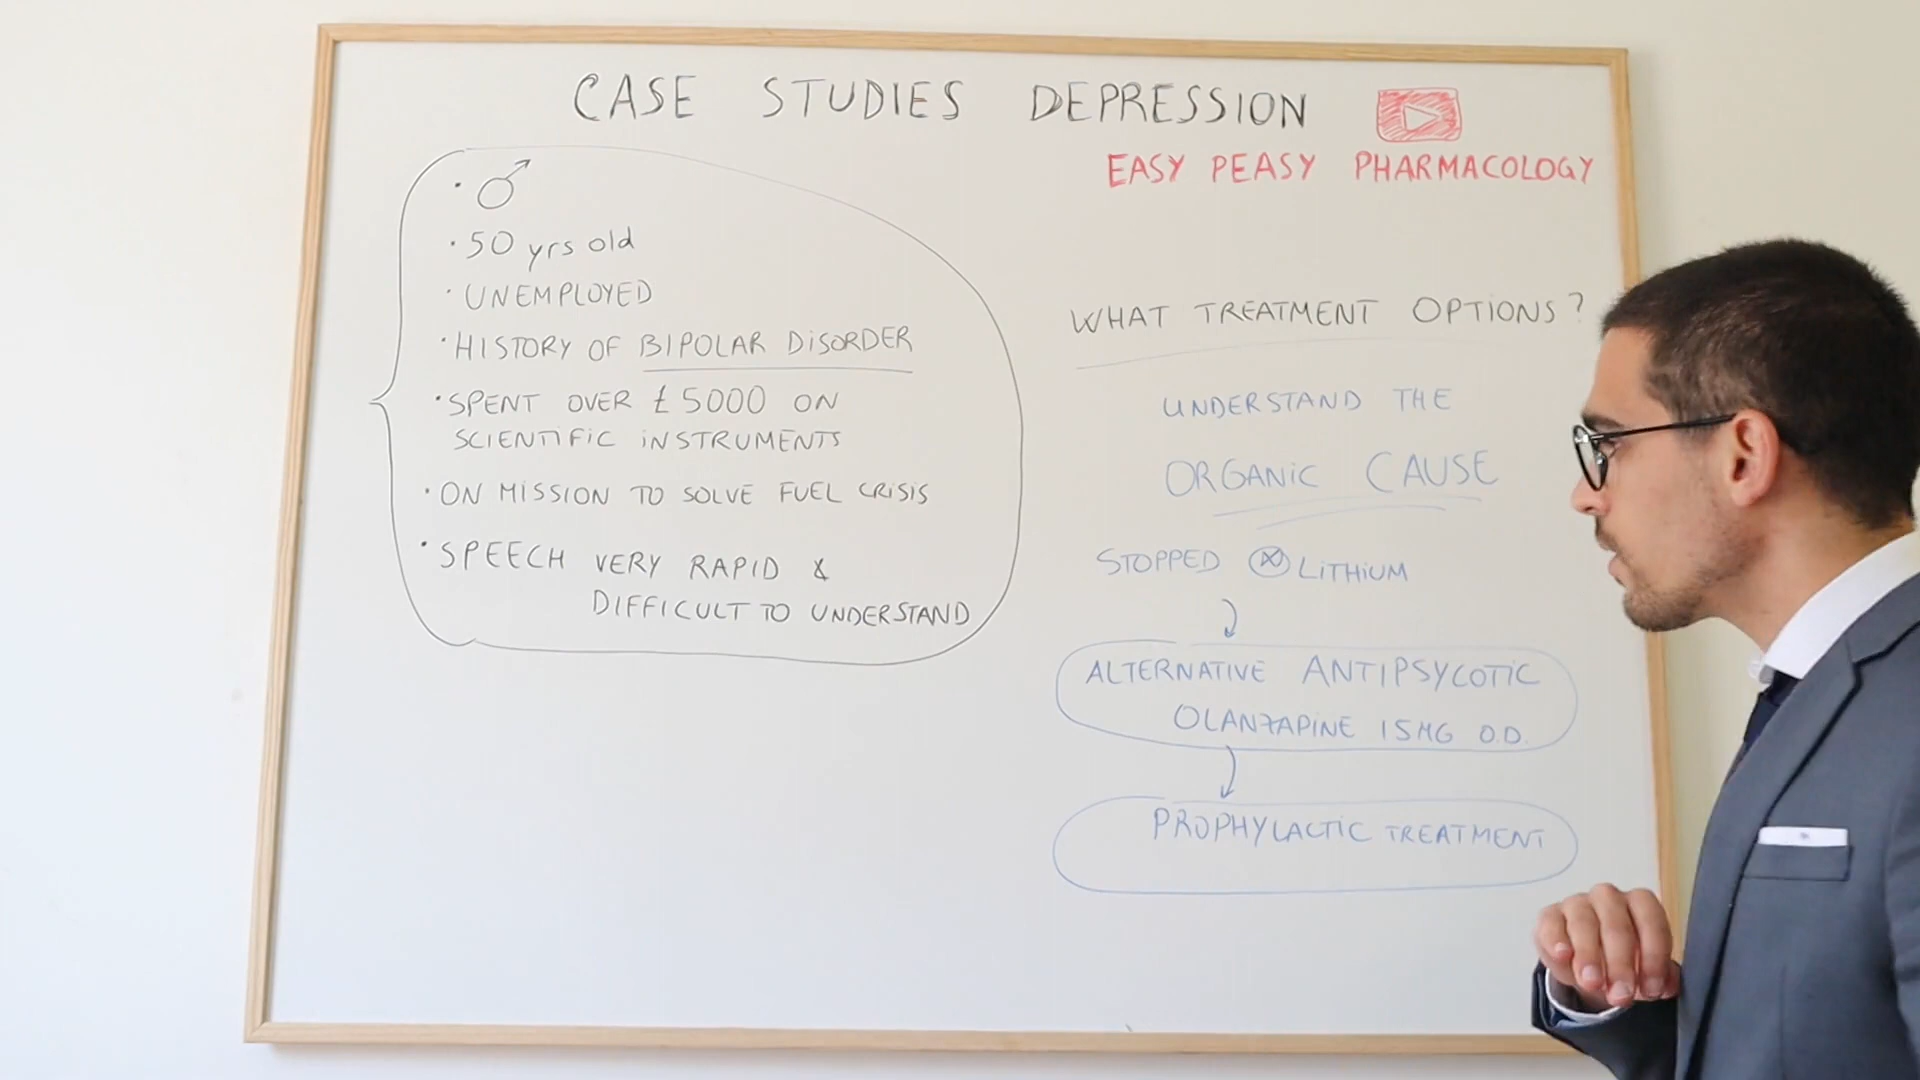 CASE STUDIES DEPRESSION
EASY PEASY PHARMACOLOGY
• ♂
• 50 yrs old
• UNEMPLOYED
• HISTORY OF BIPOLAR DISORDER
• SPENT OVER £5000 ON
SCIENTIFIC INSTRUMENTS
• ON MISSION TO SOLVE FUEL CRISIS
• SPEECH VERY RAPID &
DIFFICULT TO UNDERSTAND
WHAT TREATMENT OPTIONS?
UNDERSTAND THE
ORGANIC CAUSE
STOPPED ⓧ LITHIUM
ALTERNATIVE ANTIPSYCOTIC
OLANZAPINE 15MG O.D.
PROPHYLACTIC TREATMENT